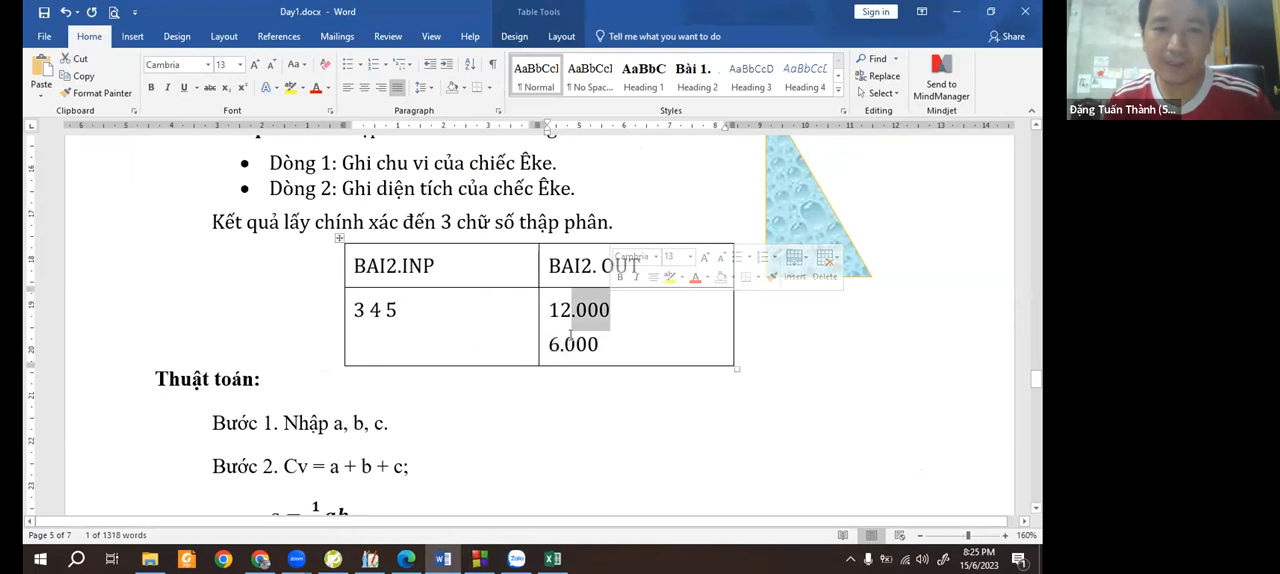 Day1.docx - Word
Table Tools
Sign in
File Home Insert Design Layout References Mailings Review View Help Design Layout Tell me what you want to do Share
Paste
Cut
Copy
Format Painter
Clipboard
Cambria 13
Font
Paragraph
AaBbCcI AaBbCcI AaBbC Bài 1. AaBbCcD AaBbCcL
¶ Normal ¶ No Spac... Heading 1 Heading 2 Heading 3 Heading 4
Styles
Find
Replace
Select
Editing
Send to
MindManager
Mindjet
Đặng Tuấn Thành (5...
• Dòng 1: Ghi chu vi của chiếc Êke.
• Dòng 2: Ghi diện tích của chếc Êke.
Kết quả lấy chính xác đến 3 chữ số thập phân.
BAI2.INP BAI2. OUT
Cambria 13
Insert Delete
3 4 5 12.000
6.000
Thuật toán:
Bước 1. Nhập a, b, c.
Bước 2. Cv = a + b + c;
Page 5 of 7 1 of 1318 words 160%
8:25 PM
15/6/2023